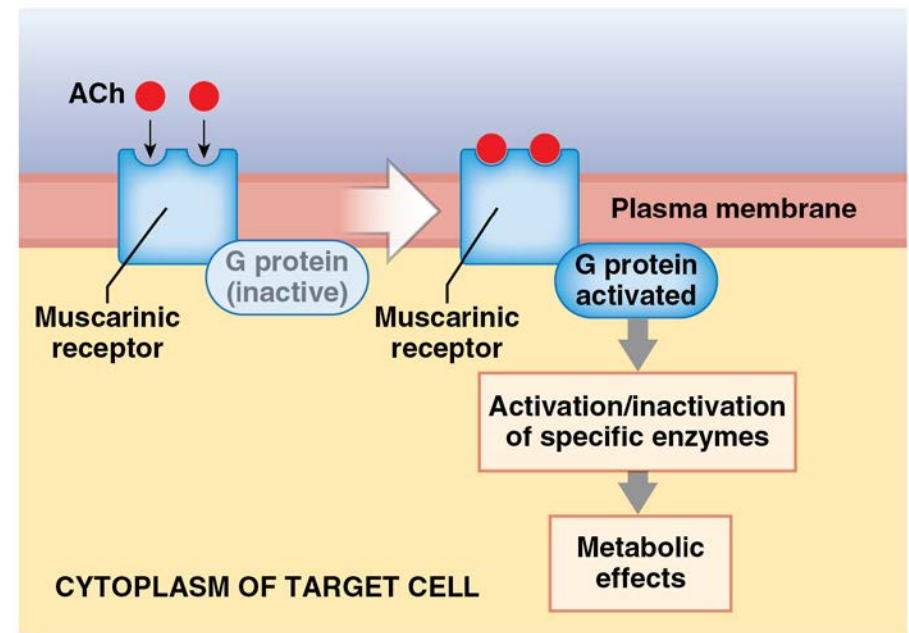 ACh
G protein
(inactive)
Muscarinic
receptor
Plasma membrane
G protein
activated
Muscarinic
receptor
Activation/inactivation
of specific enzymes
Metabolic
effects
CYTOPLASM OF TARGET CELL